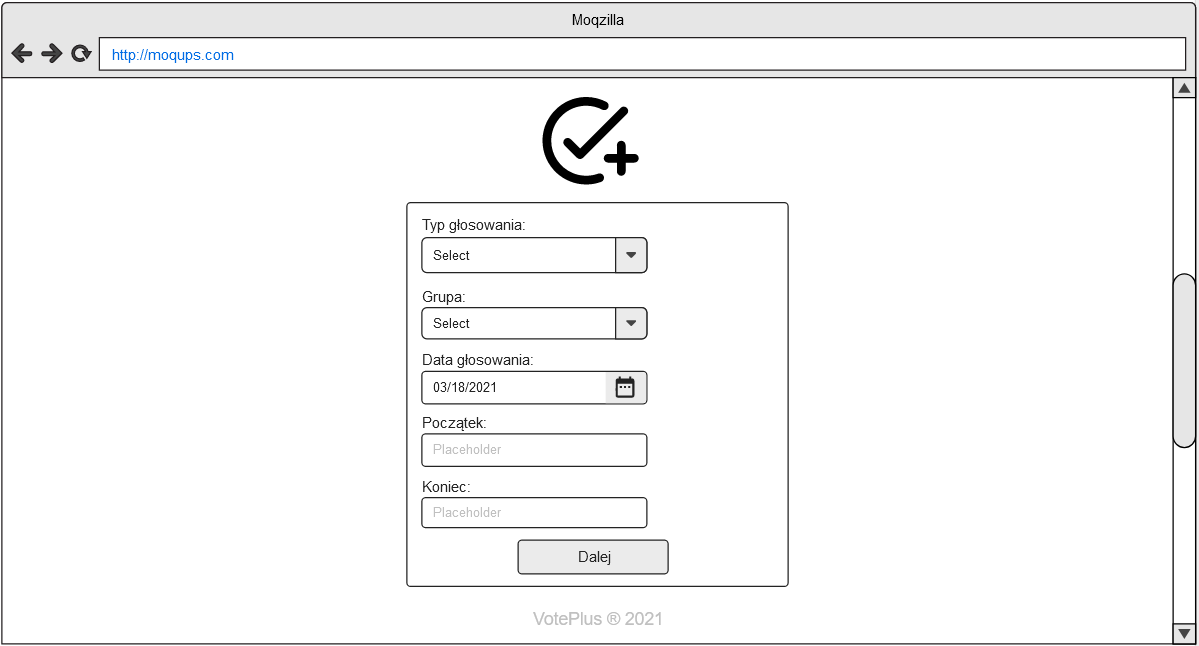 Moqzilla
http://moqups.com
Typ głosowania:
Select
Grupa:
Select
Data głosowania:
03/18/2021
Początek:
Placeholder
Koniec:
Placeholder
Dalej
VotePlus ® 2021